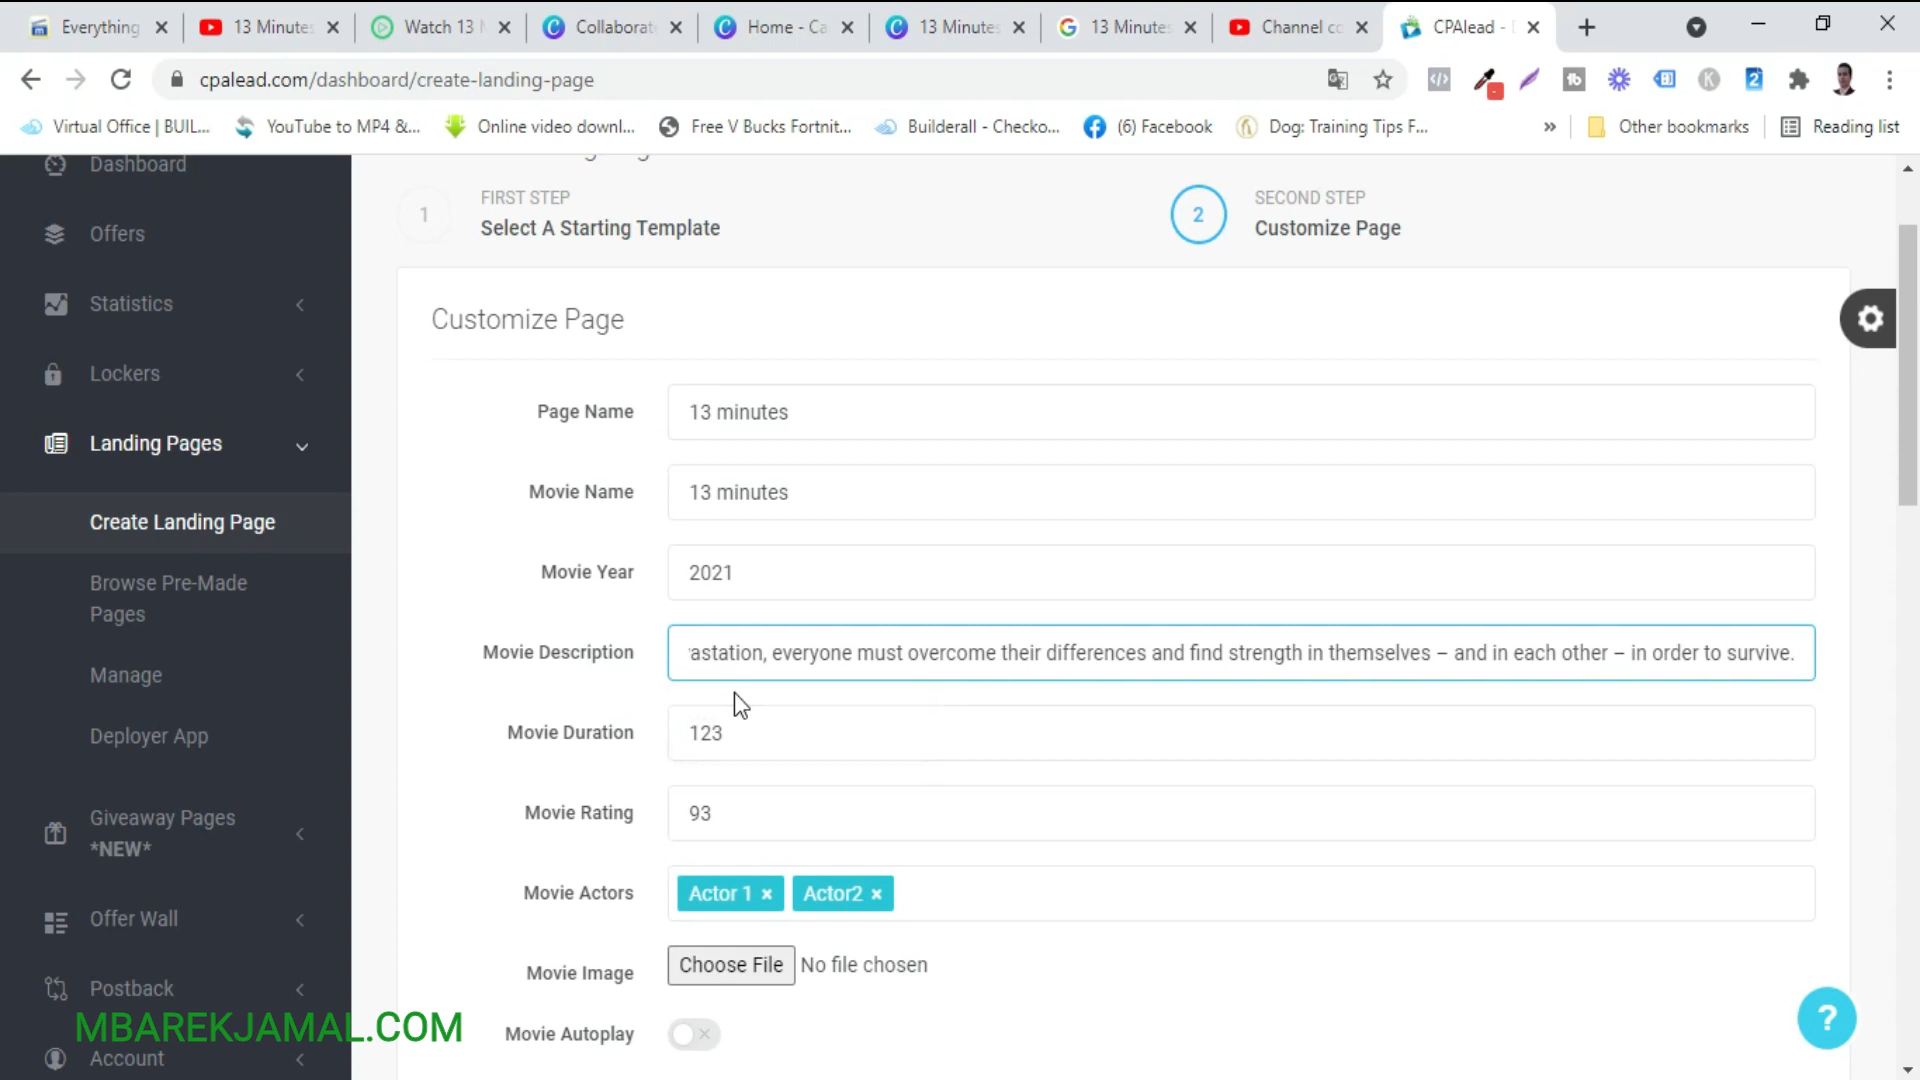 Everything
13 Minutes
Watch 13
Collaborat
Home - Ca
13 Minutes
13 Minutes
Channel co
CPAlead -
cpalead.com/dashboard/create-landing-page
Virtual Office | BUIL...
YouTube to MP4 &...
Online video downl...
Free V Bucks Fortnit...
Builderall - Checko...
(6) Facebook
Dog: Training Tips F...
»
Other bookmarks
Reading list
Dashboard
Offers
Statistics
Lockers
Landing Pages
Create Landing Page
Browse Pre-Made
Pages
Manage
Deployer App
Giveaway Pages
*NEW*
Offer Wall
Postback
MBAREKJAMAL.COM
Account
1
FIRST STEP
Select A Starting Template
2
SECOND STEP
Customize Page
Customize Page
Page Name
13 minutes
Movie Name
13 minutes
Movie Year
2021
Movie Description
astation, everyone must overcome their differences and find strength in themselves – and in each other – in order to survive.
Movie Duration
123
Movie Rating
93
Movie Actors
Actor 1 ×
Actor2 ×
Movie Image
Choose File No file chosen
Movie Autoplay
?